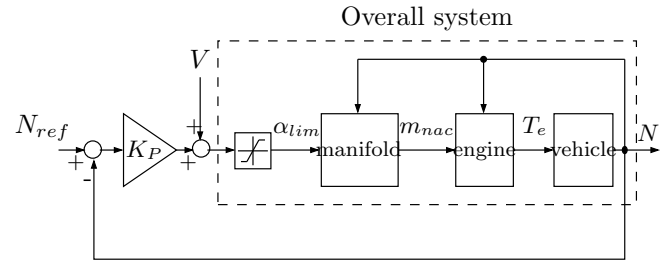 Overall system
V
N_ref
+
-
K_P
+
+
α_lim
manifold
m_nac
engine
T_e
vehicle
N